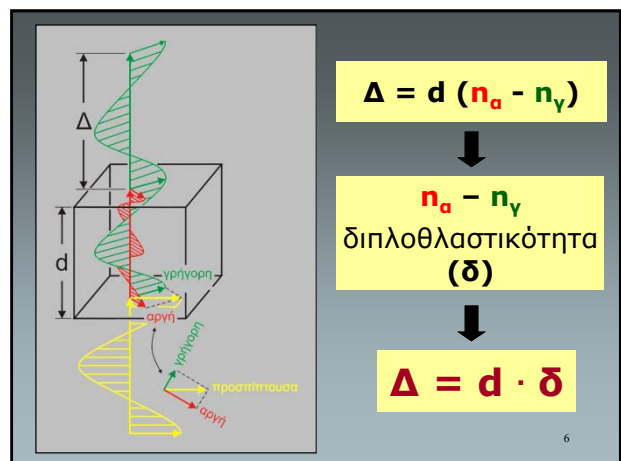 Δ
d
γρήγορη
αργή
γρήγορη
προσπίπτουσα
αργή
Δ = d (nα - nγ)
nα – nγ
διπλοθλαστικότητα
(δ)
Δ = d · δ
6